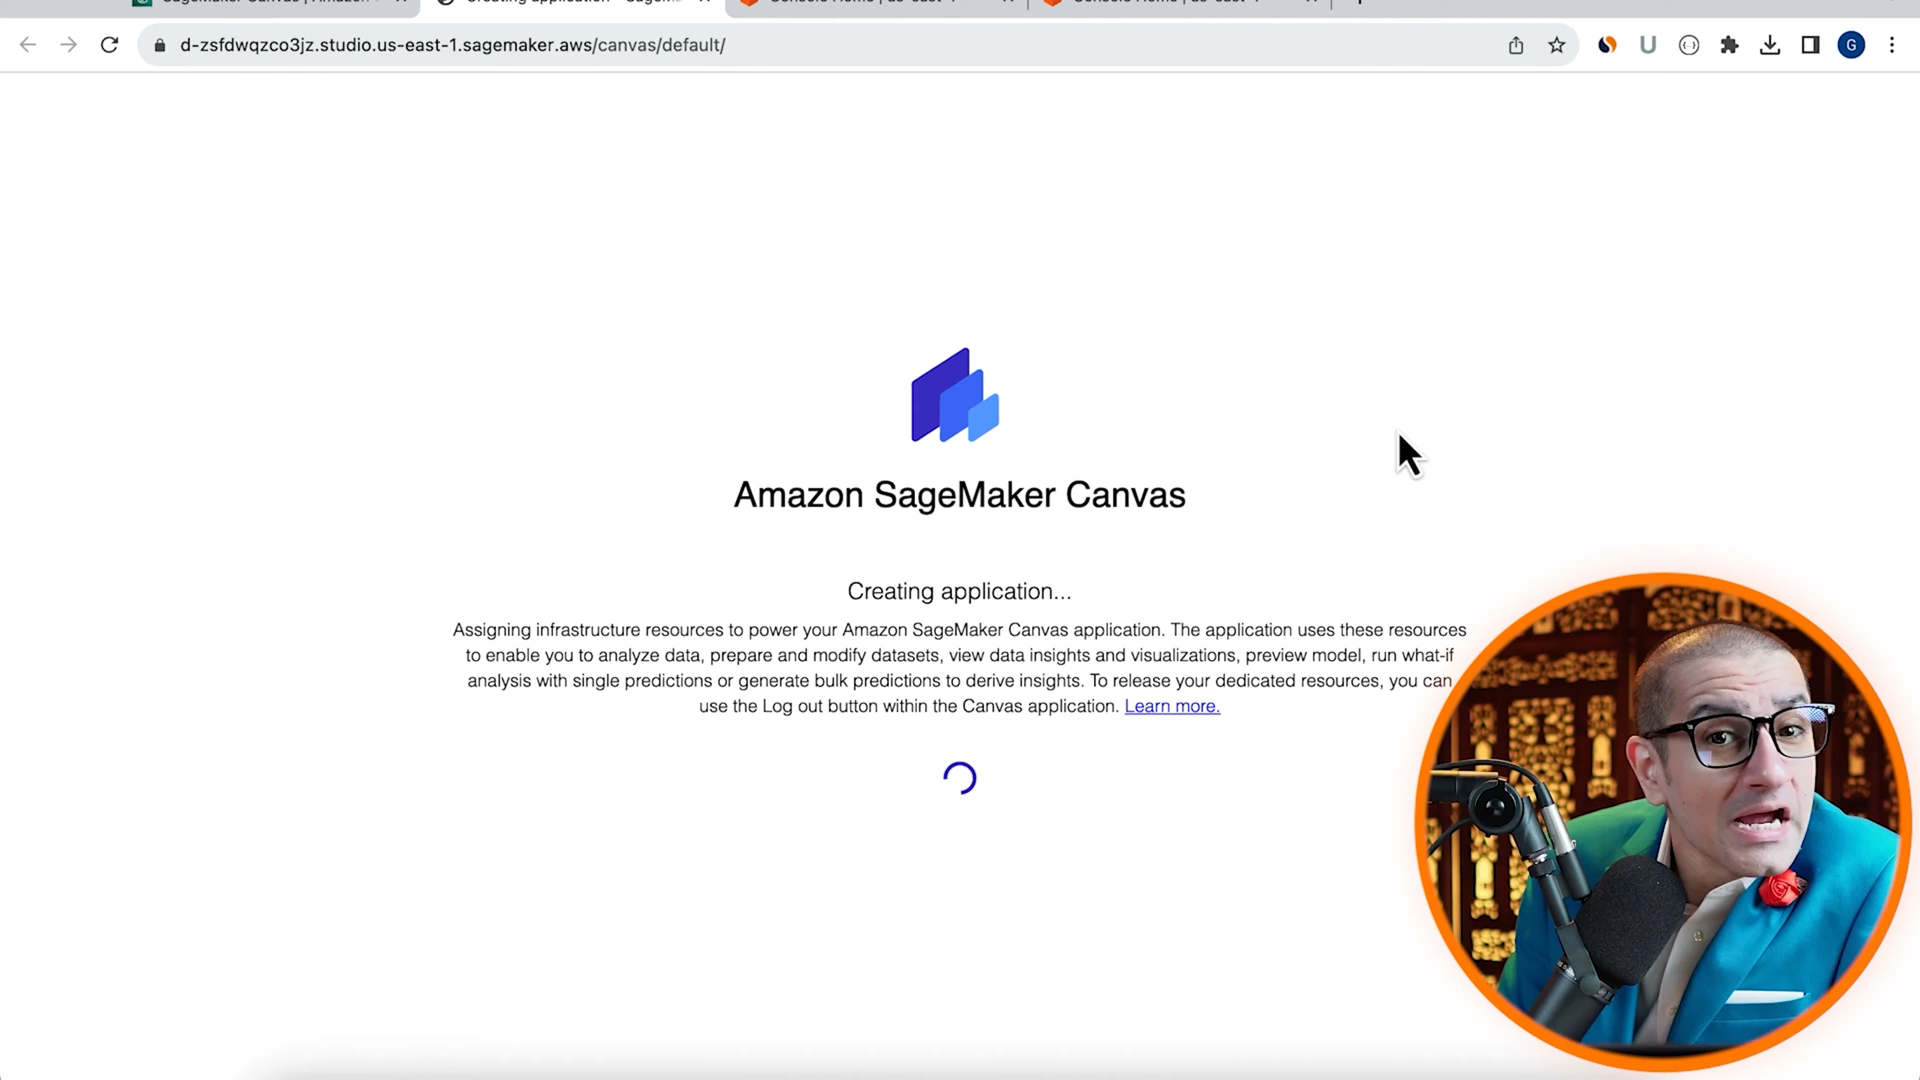 d-zsfdwqzco3jz.studio.us-east-1.sagemaker.aws/canvas/default/
U
G
Amazon SageMaker Canvas
Creating application...
Assigning infrastructure resources to power your Amazon SageMaker Canvas application. The application uses these resources
to enable you to analyze data, prepare and modify datasets, view data insights and visualizations, preview model, run what-if
analysis with single predictions or generate bulk predictions to derive insights. To release your dedicated resources, you can
use the Log out button within the Canvas application. Learn more.